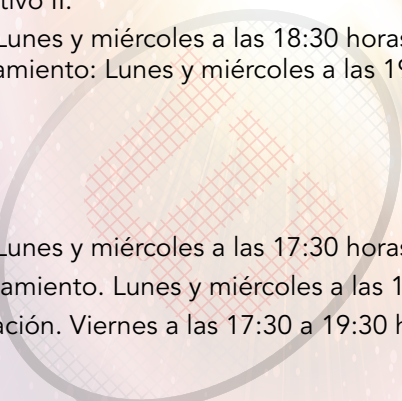 tivo II.
Lunes y miércoles a las 18:30 horas
amiento: Lunes y miércoles a las 19
Lunes y miércoles a las 17:30 horas
amiento. Lunes y miércoles a las 1
ación. Viernes a las 17:30 a 19:30 h